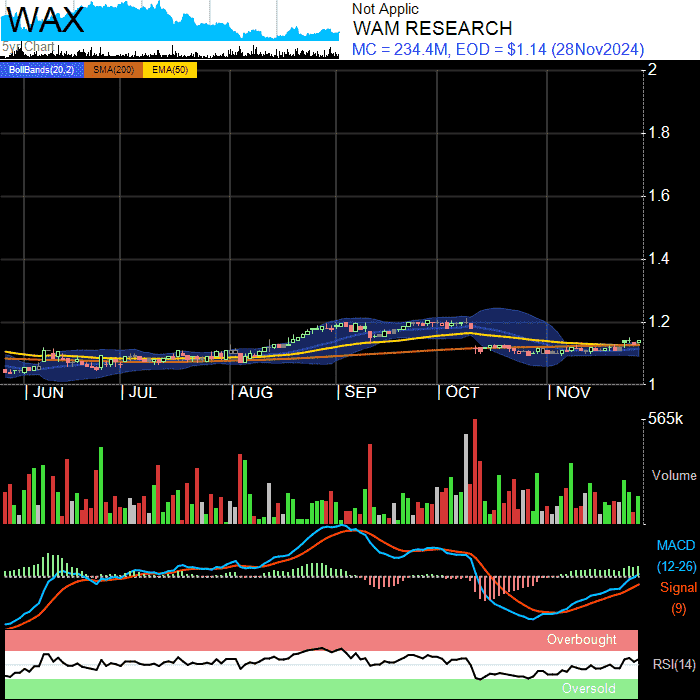 WAX
5yr Chart
Not Applic
WAM RESEARCH
MC = 234.4M, EOD = $1.14 (28Nov2024)
BollBands(20,2) SMA(200) EMA(50)
2
1.8
1.6
1.4
1.2
1
JUN JUL AUG SEP OCT NOV
565k
Volume
MACD
(12-26)
Signal
(9)
Overbought
RSI(14)
Oversold